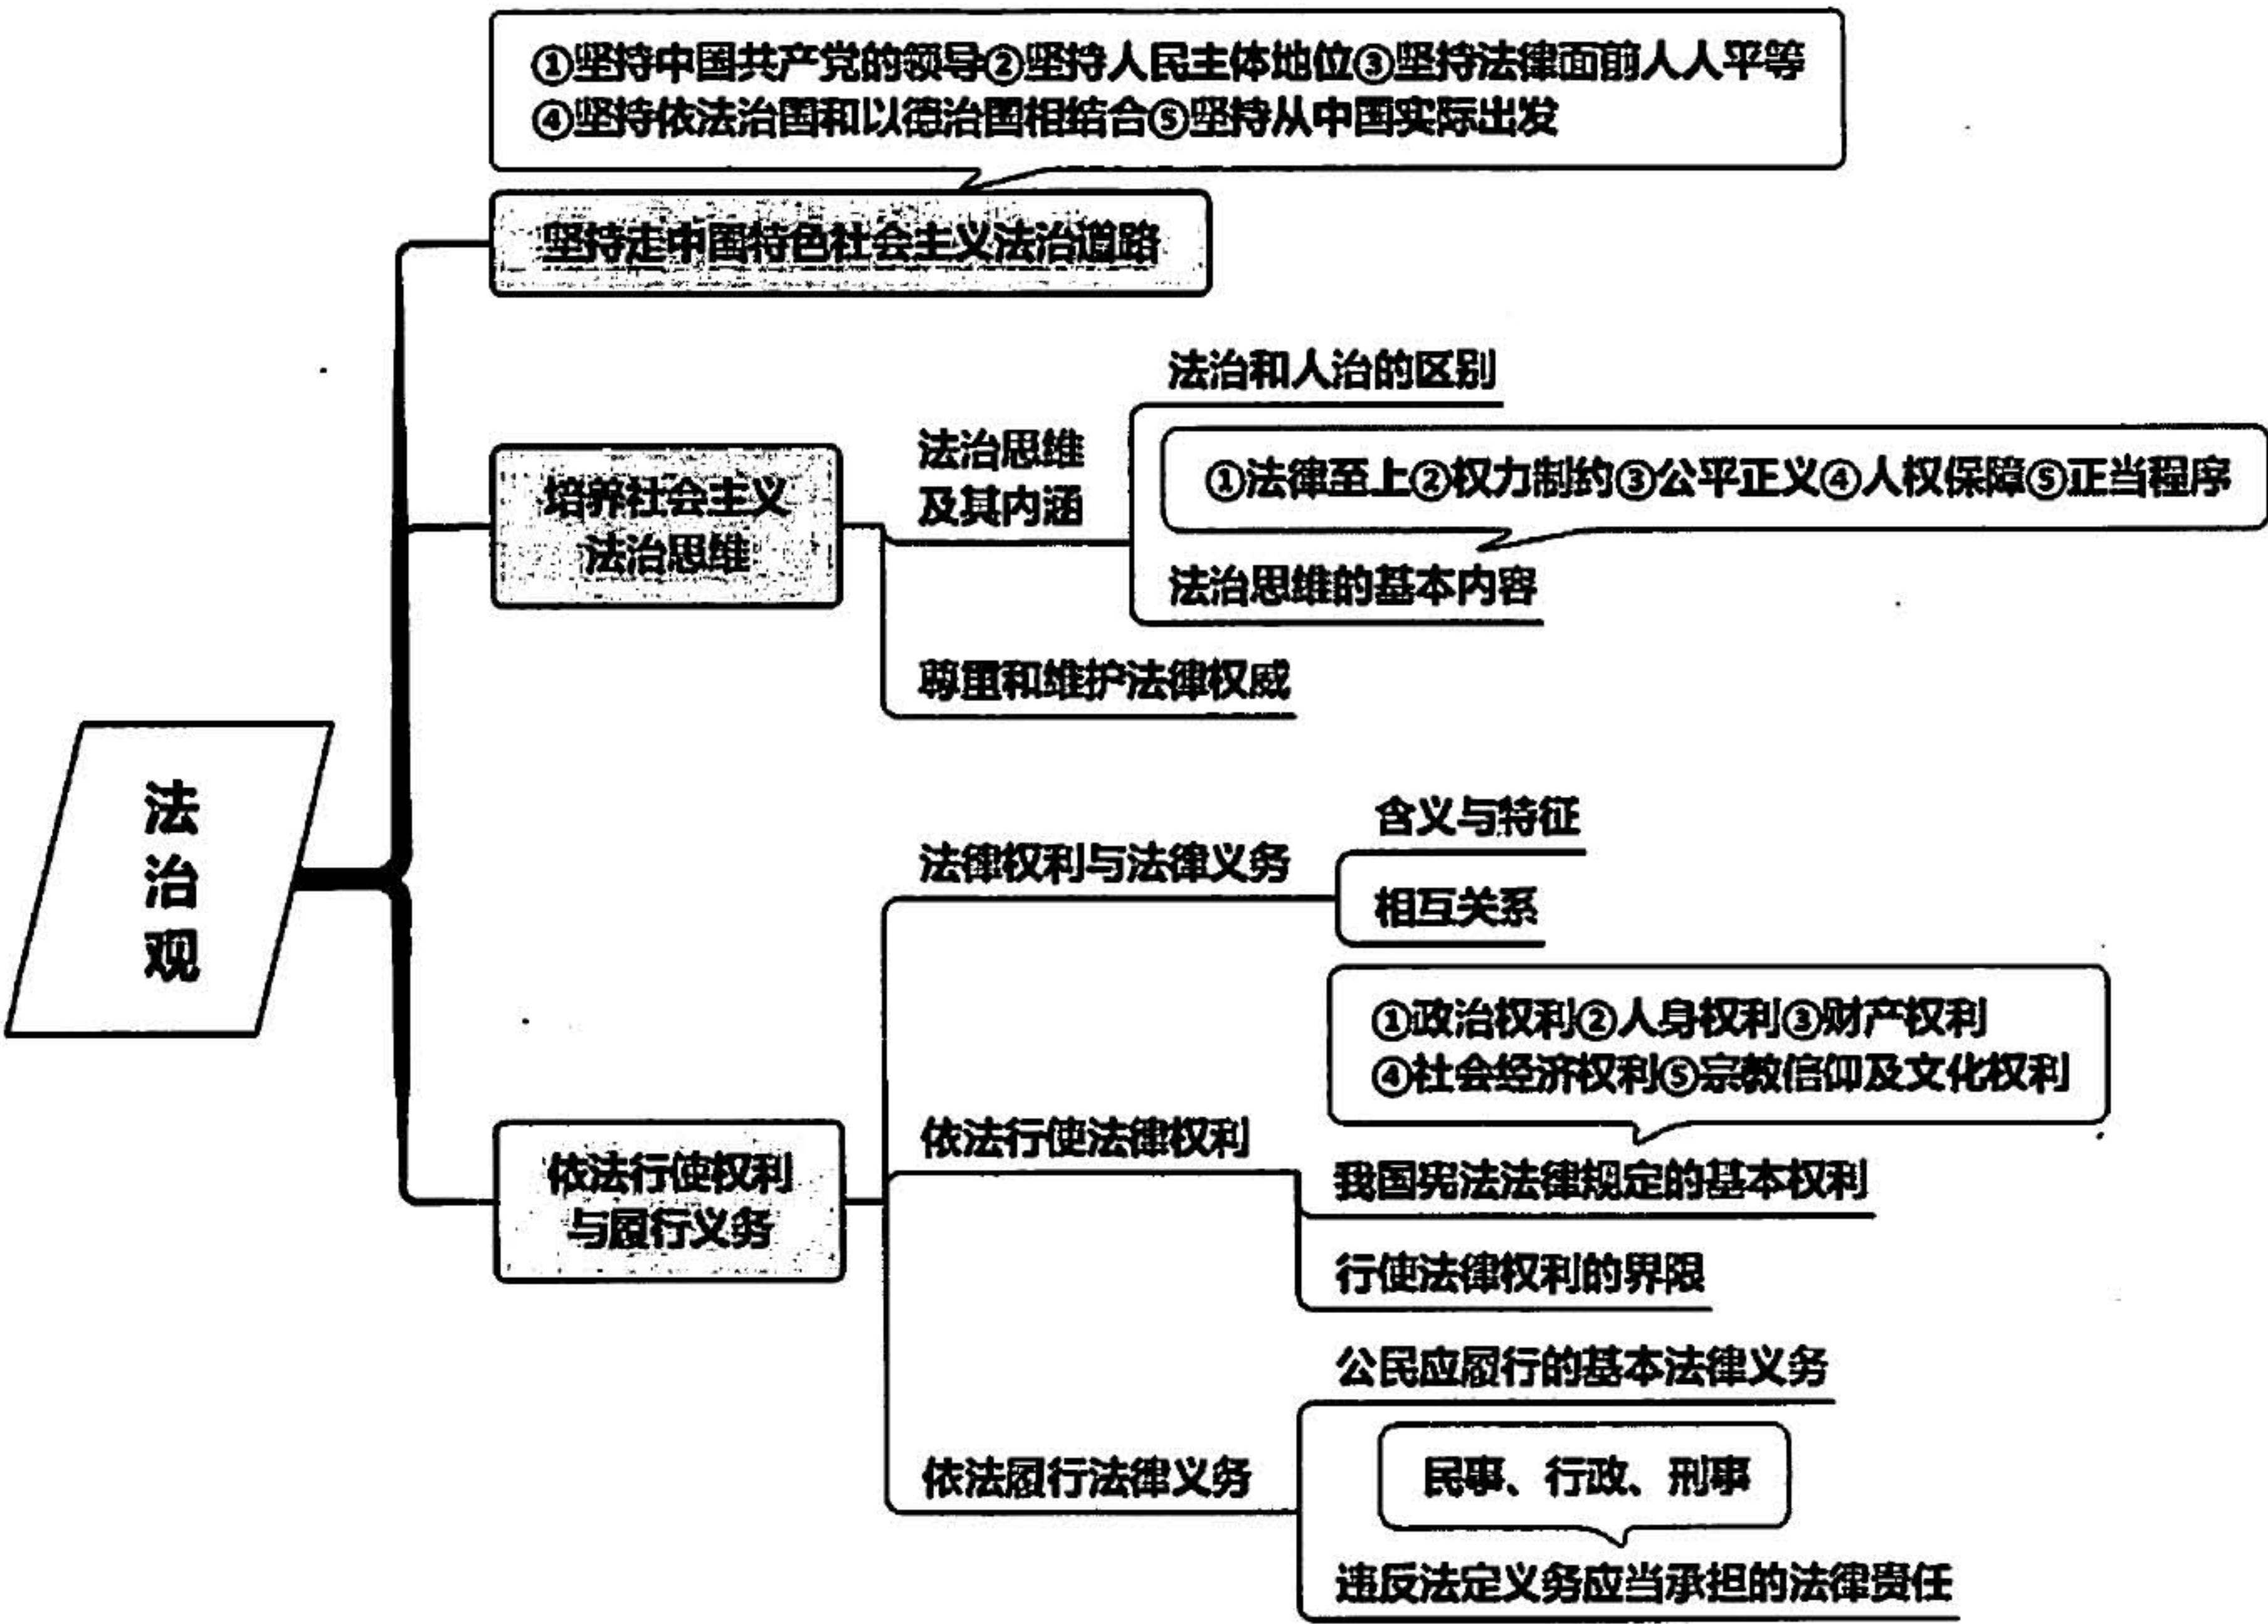 ①坚持中国共产党的领导②坚持人民主体地位③坚持法律面前人人平等
④坚持依法治国和以德治国相结合⑤坚持从中国实际出发
坚持走中国特色社会主义法治道路
法治和人治的区别
法治思维
及其内涵
①法律至上②权力制约③公平正义④人权保障⑤正当程序
培养社会主义
法治思维
法治思维的基本内容
尊重和维护法律权威
法
治
观
含义与特征
法律权利与法律义务
相互关系
①政治权利②人身权利③财产权利
④社会经济权利⑤宗教信仰及文化权利
依法行使法律权利
依法行使权利
与履行义务
我国宪法法律规定的基本权利
行使法律权利的界限
公民应履行的基本法律义务
依法履行法律义务
民事、行政、刑事
违反法定义务应当承担的法律责任